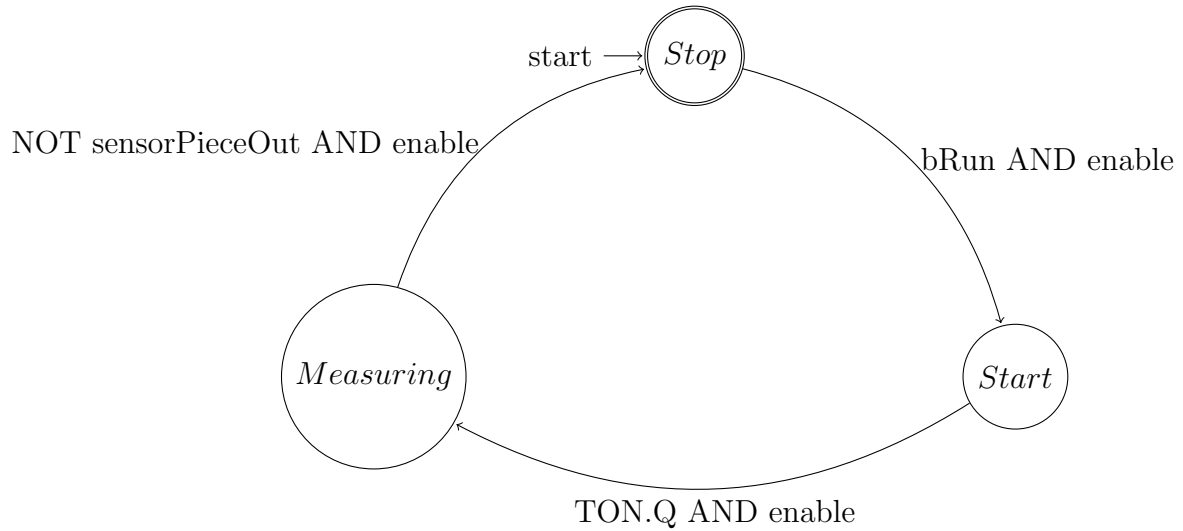 start
Stop
NOT sensorPieceOut AND enable
bRun AND enable
Measuring
Start
TON.Q AND enable